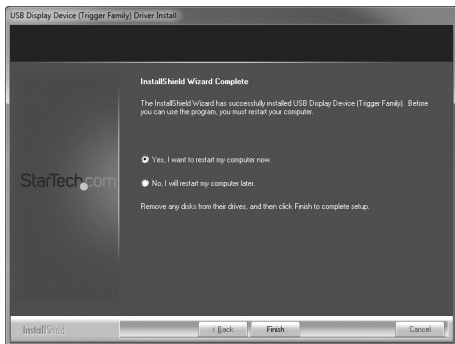 USB Display Device (Trigger Family) Driver Install
InstallShield Wizard Complete
The InstallShield Wizard has successfully installed USB Display Device (Trigger Family). Before
you can use the program, you must restart your computer.
Yes, I want to restart my computer now.
No, I will restart my computer later.
Remove any disks from their drives, and then click Finish to complete setup.
StarTech.com
InstallShield
< Back
Finish
Cancel